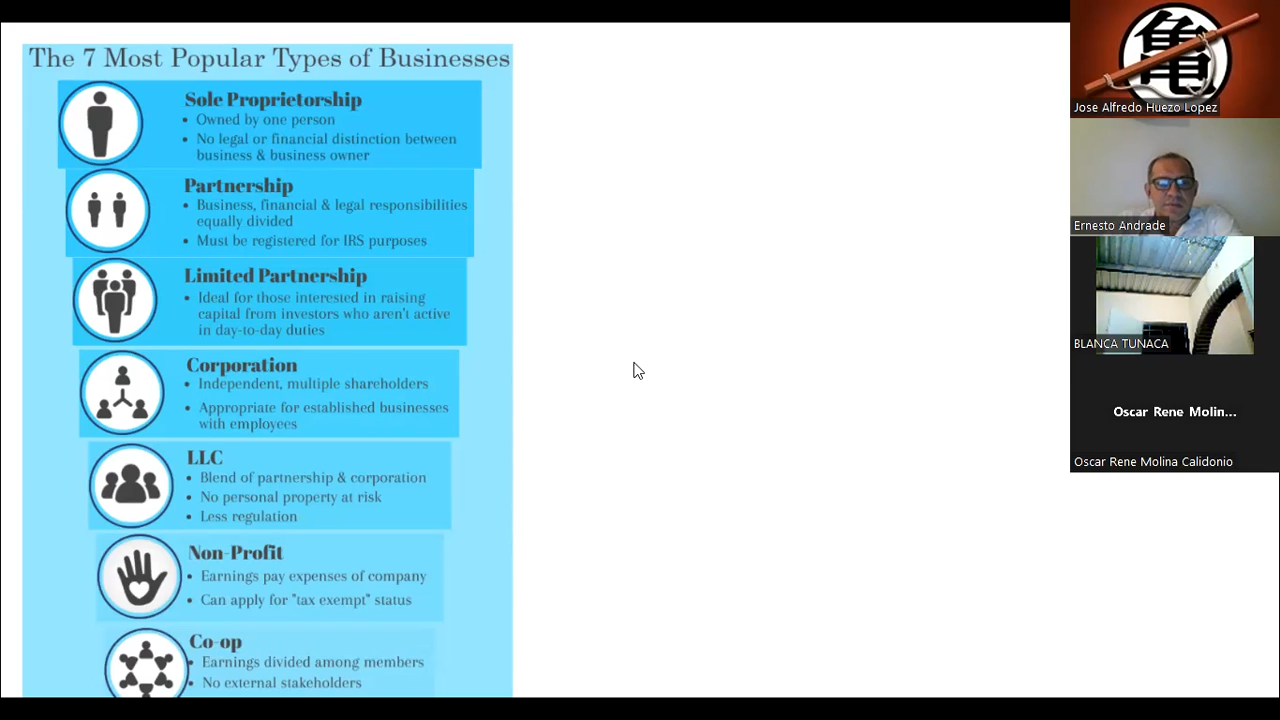 The 7 Most Popular Types of Businesses
Sole Proprietorship
• Owned by one person
• No legal or financial distinction between
business & business owner
Partnership
• Business, financial & legal responsibilities
equally divided
• Must be registered for IRS purposes
Limited Partnership
• Ideal for those interested in raising
capital from investors who aren't active
in day-to-day duties
Corporation
• Independent, multiple shareholders
• Appropriate for established businesses
with employees
LLC
• Blend of partnership & corporation
• No personal property at risk
• Less regulation
Non-Profit
• Earnings pay expenses of company
• Can apply for "tax exempt" status
Co-op
• Earnings divided among members
• No external stakeholders
亀
Jose Alfredo Huezo Lopez
Ernesto Andrade
BLANCA TUNACA
Oscar Rene Molin...
Oscar Rene Molina Calidonio